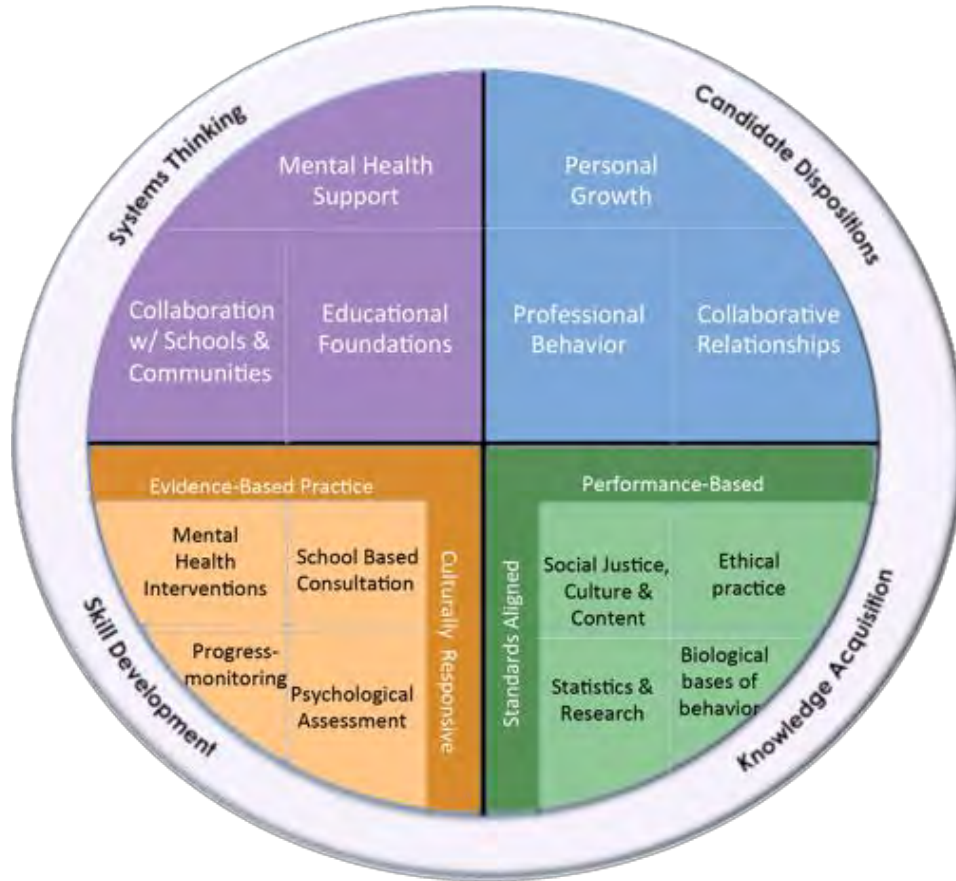 Systems Thinking
Candidate Dispositions
Mental Health
Support
Personal
Growth
Collaboration
w/ Schools &
Communities
Educational
Foundations
Professional
Behavior
Collaborative
Relationships
Evidence-Based Practice
Mental
Health
Interventions
School Based
Consultation
Progress-
monitoring
Psychological
Assessment
Culturally Responsive
Performance-Based
Standards Aligned
Social Justice,
Culture &
Content
Ethical
practice
Statistics &
Research
Biological
bases of
behavior
Skill Development
Knowledge Acquisition